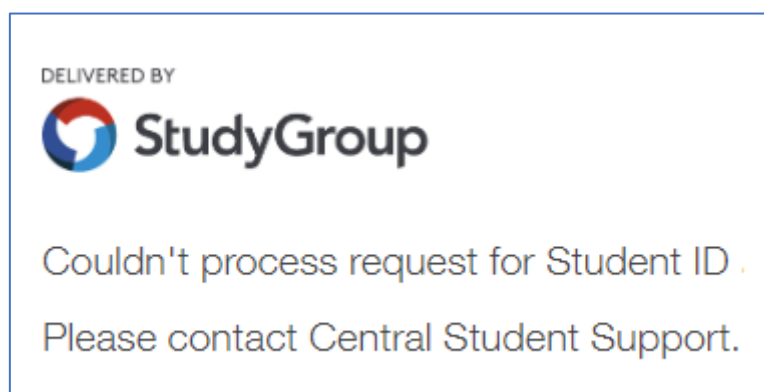 DELIVERED BY
StudyGroup
Couldn't process request for Student ID .
Please contact Central Student Support.